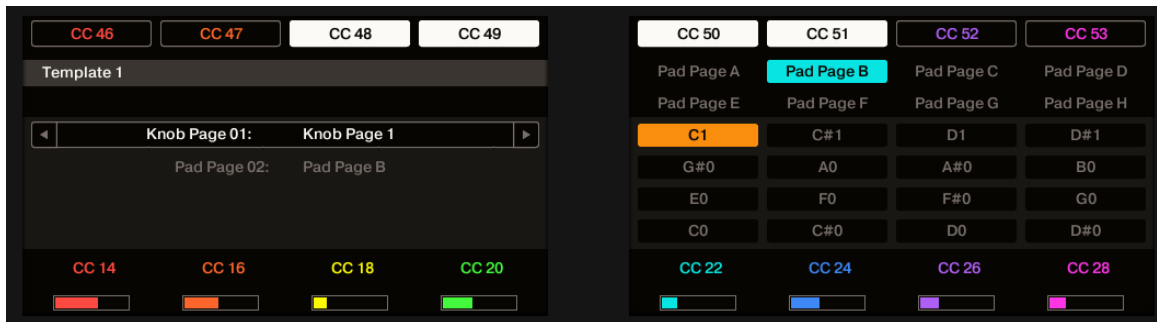 CC 46 CC 47 CC 48 CC 49
Template 1
Knob Page 01: Knob Page 1
Pad Page 02: Pad Page B
CC 14 CC 16 CC 18 CC 20
CC 50 CC 51 CC 52 CC 53
Pad Page A Pad Page B Pad Page C Pad Page D
Pad Page E Pad Page F Pad Page G Pad Page H
C1 C#1 D1 D#1
G#0 A0 A#0 B0
E0 F0 F#0 G0
C0 C#0 D0 D#0
CC 22 CC 24 CC 26 CC 28